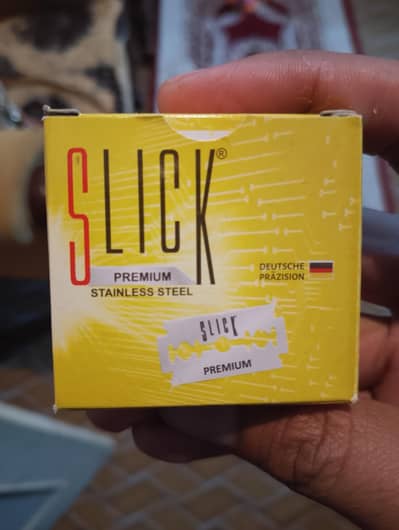 SLICK®
PREMIUM
STAINLESS STEEL
DEUTSCHE
PRÄZISION
SLICK
PREMIUM